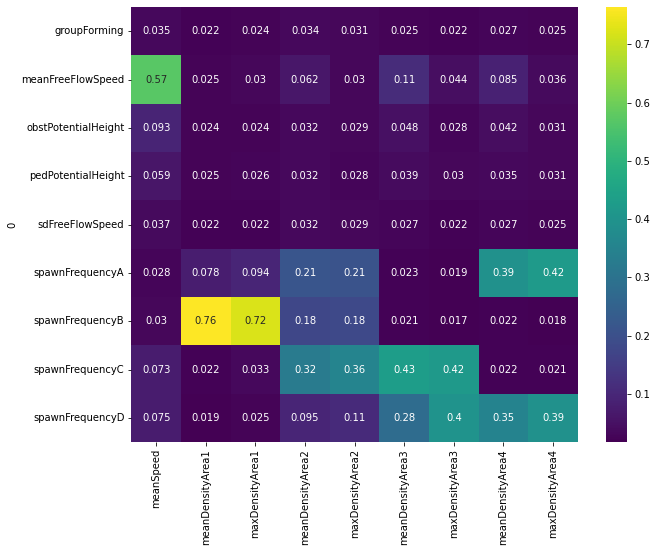 0
groupForming 0.035 0.022 0.024 0.034 0.031 0.025 0.022 0.027 0.025
meanFreeFlowSpeed 0.57 0.025 0.03 0.062 0.03 0.11 0.044 0.085 0.036
obstPotentialHeight 0.093 0.024 0.024 0.032 0.029 0.048 0.028 0.042 0.031
pedPotentialHeight 0.059 0.025 0.026 0.032 0.028 0.039 0.03 0.035 0.031
sdFreeFlowSpeed 0.037 0.022 0.022 0.032 0.029 0.027 0.022 0.027 0.025
spawnFrequencyA 0.028 0.078 0.094 0.21 0.21 0.023 0.019 0.39 0.42
spawnFrequencyB 0.03 0.76 0.72 0.18 0.18 0.021 0.017 0.022 0.018
spawnFrequencyC 0.073 0.022 0.033 0.32 0.36 0.43 0.42 0.022 0.021
spawnFrequencyD 0.075 0.019 0.025 0.095 0.11 0.28 0.4 0.35 0.39
meanSpeed
meanDensityArea1
maxDensityArea1
meanDensityArea2
maxDensityArea2
meanDensityArea3
maxDensityArea3
meanDensityArea4
maxDensityArea4
0.7
0.6
0.5
0.4
0.3
0.2
0.1